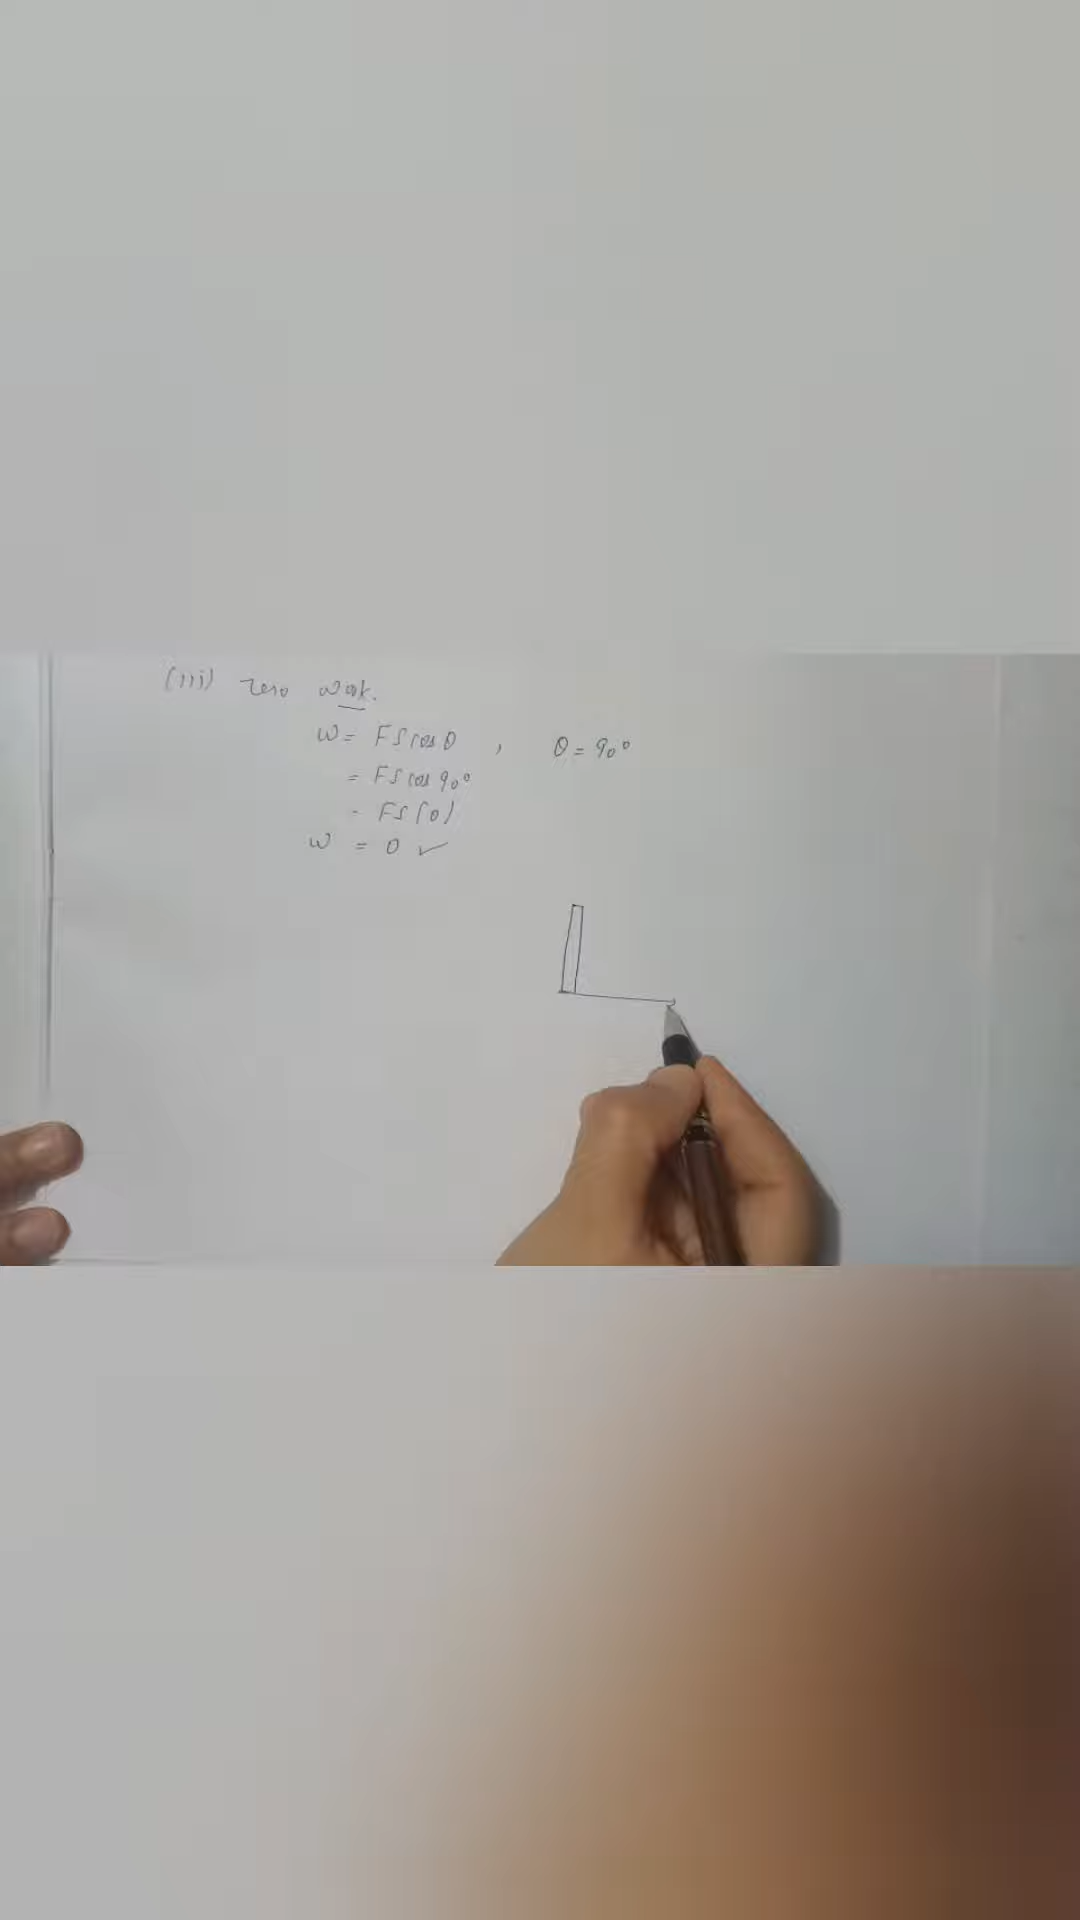 (iii) zero work.
W = FS cos θ , θ = 90°
= FS cos 90°
= FS (0)
W = 0 ✓